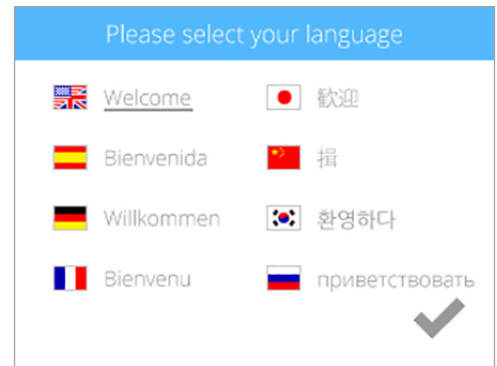 Please select your language
Welcome
Bienvenida
Willkommen
Bienvenu
歓迎
揖
환영하다
приветствовать